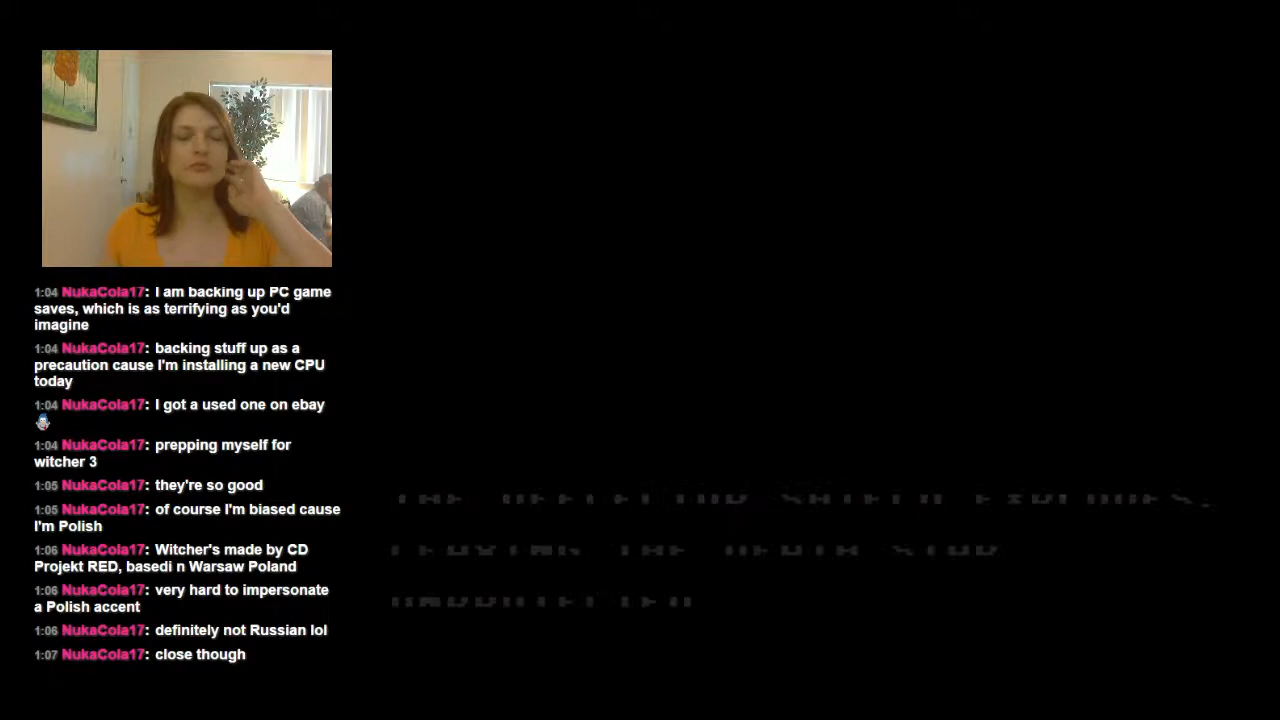 1:04 NukaCola17: I am backing up PC game
saves, which is as terrifying as you'd
imagine
1:04 NukaCola17: backing stuff up as a
precaution cause I'm installing a new CPU
today
1:04 NukaCola17: I got a used one on ebay
1:04 NukaCola17: prepping myself for
witcher 3
1:05 NukaCola17: they're so good
1:05 NukaCola17: of course I'm biased cause
I'm Polish
1:06 NukaCola17: Witcher's made by CD
Projekt RED, basedi n Warsaw Poland
1:06 NukaCola17: very hard to impersonate
a Polish accent
1:06 NukaCola17: definitely not Russian lol
1:07 NukaCola17: close though